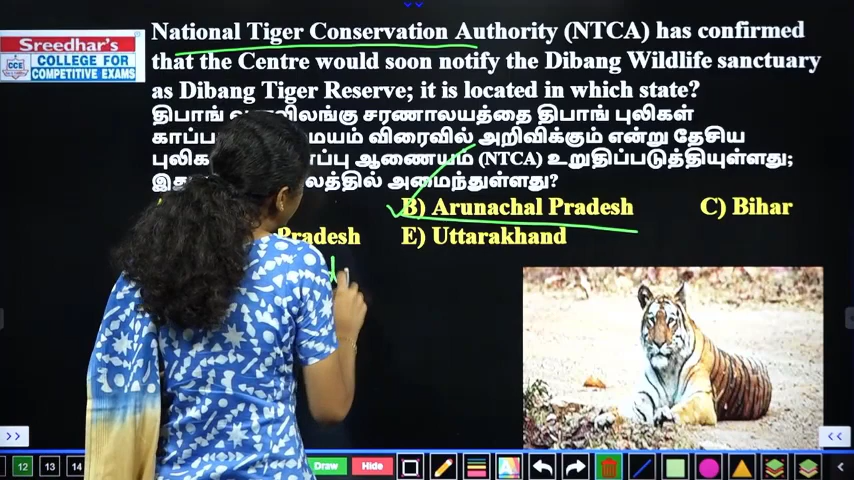 National Tiger Conservation Authority (NTCA) has confirmed
Sreedhar's
CCE
COLLEGE FOR
COMPETITIVE EXAMS
that the Centre would soon notify the Dibang Wildlife sanctuary
as Dibang Tiger Reserve; it is located in which state?
திபாங் சரணாலயத்தை திபாங் புலிகள்
விரைவில் அறிவிக்கும் என்று தேசிய
ஆணையம் (NTCA) உறுதிப்படுத்தியுள்ளது;
அமைந்துள்ளது?
B) Arunachal Pradesh C) Bihar
Pradesh E) Uttarakhand
>> <<
12 13 14 Draw Hide